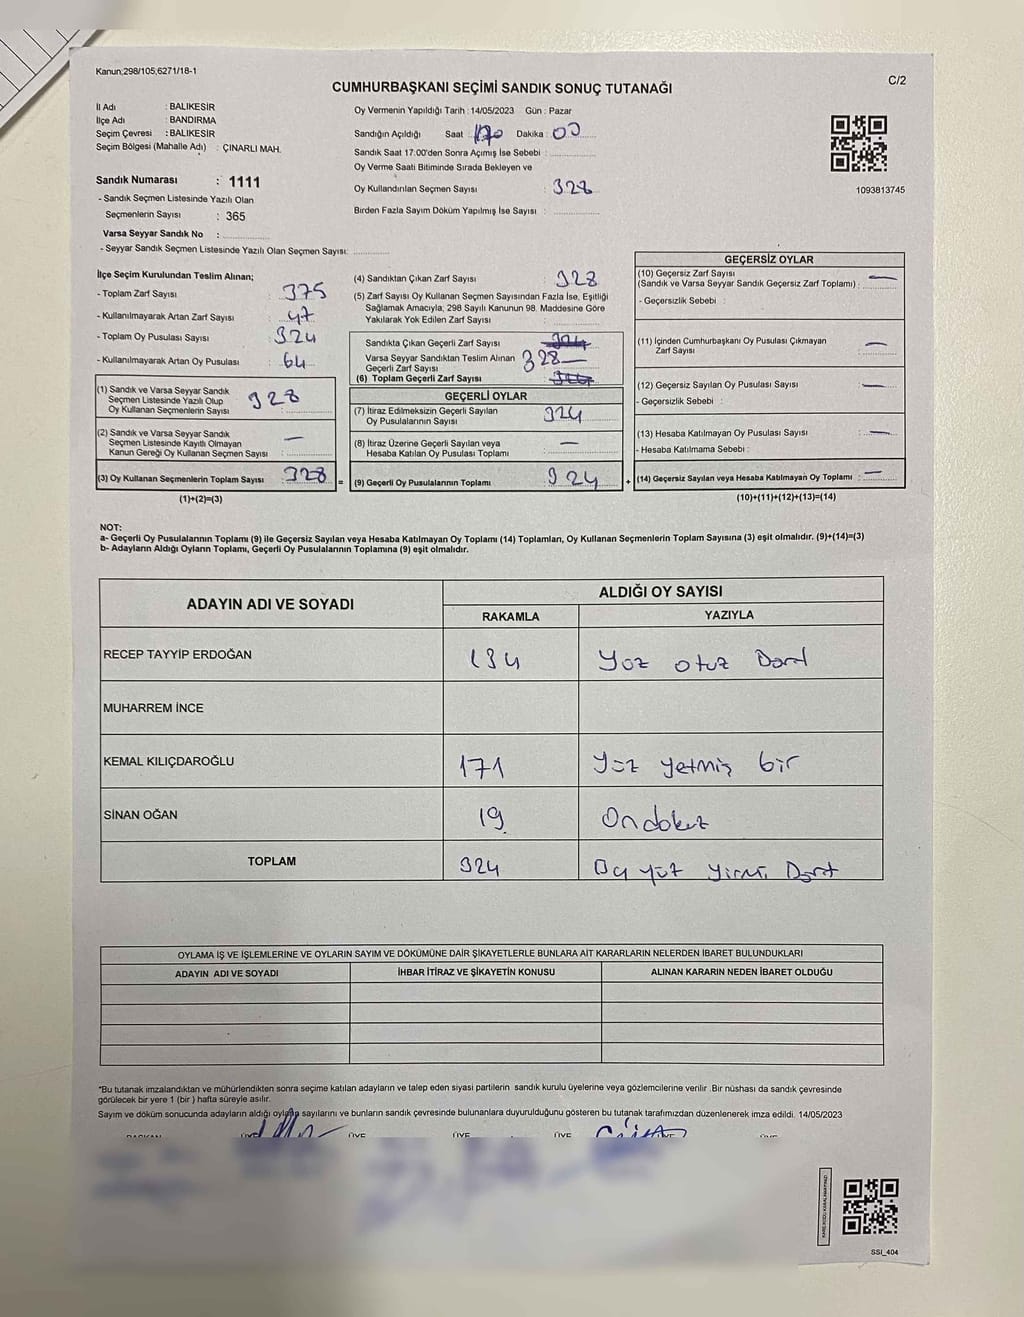 Kanun;298/105,6271/18-1
C/2
CUMHURBAŞKANI SEÇİMİ SANDIK SONUÇ TUTANAĞI
İl Adı : BALIKESİR
İlçe Adı : BANDIRMA
Seçim Çevresi : BALIKESİR
Seçim Bölgesi (Mahalle Adı) : ÇINARLI MAH.
Sandık Numarası : 1111
- Sandık Seçmen Listesinde Yazılı Olan
Seçmenlerin Sayısı : 365
Varsa Seyyar Sandık No :
- Seyyar Sandık Seçmen Listesinde Yazılı Olan Seçmen Sayısı:
Oy Vermenin Yapıldığı Tarih : 14/05/2023 Gün : Pazar
Sandığın Açıldığı Saat : Dakika : 00
Sandık Saat 17:00'den Sonra Açımış İse Sebebi :
Oy Verme Saati Bitiminde Sırada Bekleyen ve
Oy Kullandırılan Seçmen Sayısı : 328
Birden Fazla Sayım Döküm Yapılmış İse Sayısı :
1093813745
İlçe Seçim Kurulundan Teslim Alınan;
- Toplam Zarf Sayısı : 375
- Kullanılmayarak Artan Zarf Sayısı : 47
- Toplam Oy Pusulası Sayısı : 324
- Kullanılmayarak Artan Oy Pusulası : 64
(1) Sandık ve Varsa Seyyar Sandık
Seçmen Listesinde Yazılı Olup
Oy Kullanan Seçmenlerin Sayısı : 328
(2) Sandık ve Varsa Seyyar Sandık
Seçmen Listesinde Kayıtlı Olmayan
Kanun Gereği Oy Kullanan Seçmen Sayısı : —
(3) Oy Kullanan Seçmenlerin Toplam Sayısı : 328
(1)+(2)=(3)
=
(4) Sandıktan Çıkan Zarf Sayısı 328
(5) Zarf Sayısı Oy Kullanan Seçmen Sayısından Fazla İse, Eşitliği
Sağlamak Amacıyla, 298 Sayılı Kanunun 98. Maddesine Göre
Yakılarak Yok Edilen Zarf Sayısı :
Sandıkta Çıkan Geçerli Zarf Sayısı
Varsa Seyyar Sandıktan Teslim Alınan 328 —
Geçerli Zarf Sayısı
(6) Toplam Geçerli Zarf Sayısı
GEÇERLİ OYLAR
(7) İtiraz Edilmeksizin Geçerli Sayılan
Oy Pusulasının Sayısı : 324
(8) İtiraz Üzerine Geçerli Sayılan veya
Hesaba Katılan Oy Pusulası Toplamı : —
(9) Geçerli Oy Pusulalarının Toplamı : 324
+
GEÇERSİZ OYLAR
(10) Geçersiz Zarf Sayısı —
(Sandık ve Varsa Seyyar Sandık Geçersiz Zarf Toplamı) :
- Geçersizlik Sebebi :
(11) İçinden Cumhurbaşkanı Oy Pusulası Çıkmayan —
Zarf Sayısı :
(12) Geçersiz Sayılan Oy Pusulası Sayısı : —
- Geçersizlik Sebebi :
(13) Hesaba Katılmayan Oy Pusulası Sayısı : —
- Hesaba Katılmama Sebebi :
(14) Geçersiz Sayılan veya Hesaba Katılmayan Oy Toplamı : —
(10)+(11)+(12)+(13)=(14)
NOT:
a- Geçerli Oy Pusulalarının Toplamı (9) ile Geçersiz Sayılan veya Hesaba Katılmayan Oy Toplamı (14) Toplamları, Oy Kullanan Seçmenlerin Toplam Sayısına (3) eşit olmalıdır. (9)+(14)=(3)
b- Adayların Aldığı Oyların Toplamı, Geçerli Oy Pusulalarının Toplamına (9) eşit olmalıdır.
ADAYIN ADI VE SOYADI
ALDIĞI OY SAYISI
RAKAMLA YAZIYLA
RECEP TAYYİP ERDOĞAN 134 Yüz otuz Dört
MUHARREM İNCE
KEMAL KILIÇDAROĞLU 171 Yüz yetmiş bir
SİNAN OĞAN 19 Ondokuz
TOPLAM 324 Üç yüz yirmi Dört
OYLAMA İŞ VE İŞLEMLERİNE VE OYLARIN SAYIM VE DÖKÜMÜNE DAİR ŞİKAYETLERLE BUNLARA AİT KARARLARIN NELERDEN İBARET BULUNDUKLARI
ADAYIN ADI VE SOYADI İHBAR İTİRAZ VE ŞİKAYETİN KONUSU ALINAN KARARIN NEDEN İBARET OLDUĞU
*Bu tutanak imzalandıktan ve mühürlendikten sonra seçime katılan adayların ve talep eden siyasi partilerin sandık kurulu üyelerine veya gözlemcilerine verilir .Bir nüshası da sandık çevresinde
görülecek bir yere 1 (bir ) hafta süreyle asılır.
Sayım ve döküm sonucunda adayların aldığı oyların sayılarını ve bunların sandık çevresinde bulunanlara duyurulduğunu gösteren bu tutanak tarafımızdan düzenlenerek imza edildi. 14/05/2023
BAŞKAN ÜYE ÜYE ÜYE ÜYE ÜYE ÜYE
SSI_404